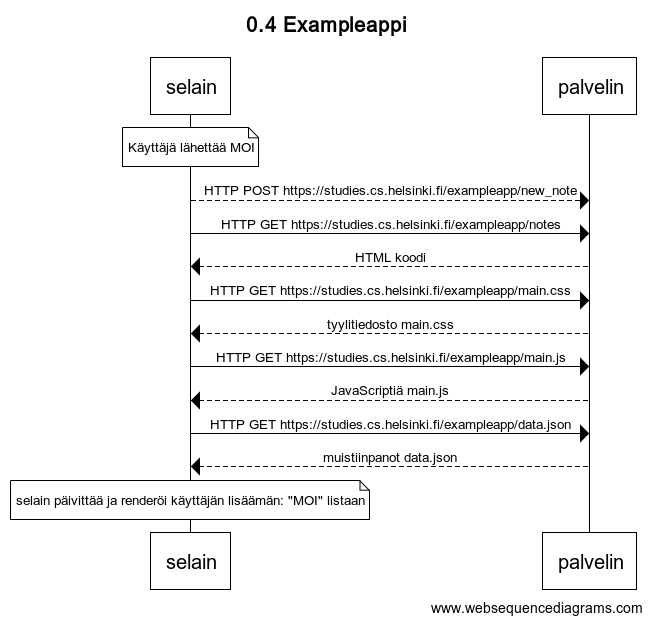 0.4 Exampleappi
selain
palvelin
Käyttäjä lähettää MOI
HTTP POST https://studies.cs.helsinki.fi/exampleapp/new_note
HTTP GET https://studies.cs.helsinki.fi/exampleapp/notes
HTML koodi
HTTP GET https://studies.cs.helsinki.fi/exampleapp/main.css
tyylitiedosto main.css
HTTP GET https://studies.cs.helsinki.fi/exampleapp/main.js
JavaScriptiä main.js
HTTP GET https://studies.cs.helsinki.fi/exampleapp/data.json
muistiinpanot data.json
selain päivittää ja renderöi käyttäjän lisäämän: "MOI" listaan
selain
palvelin
www.websequencediagrams.com